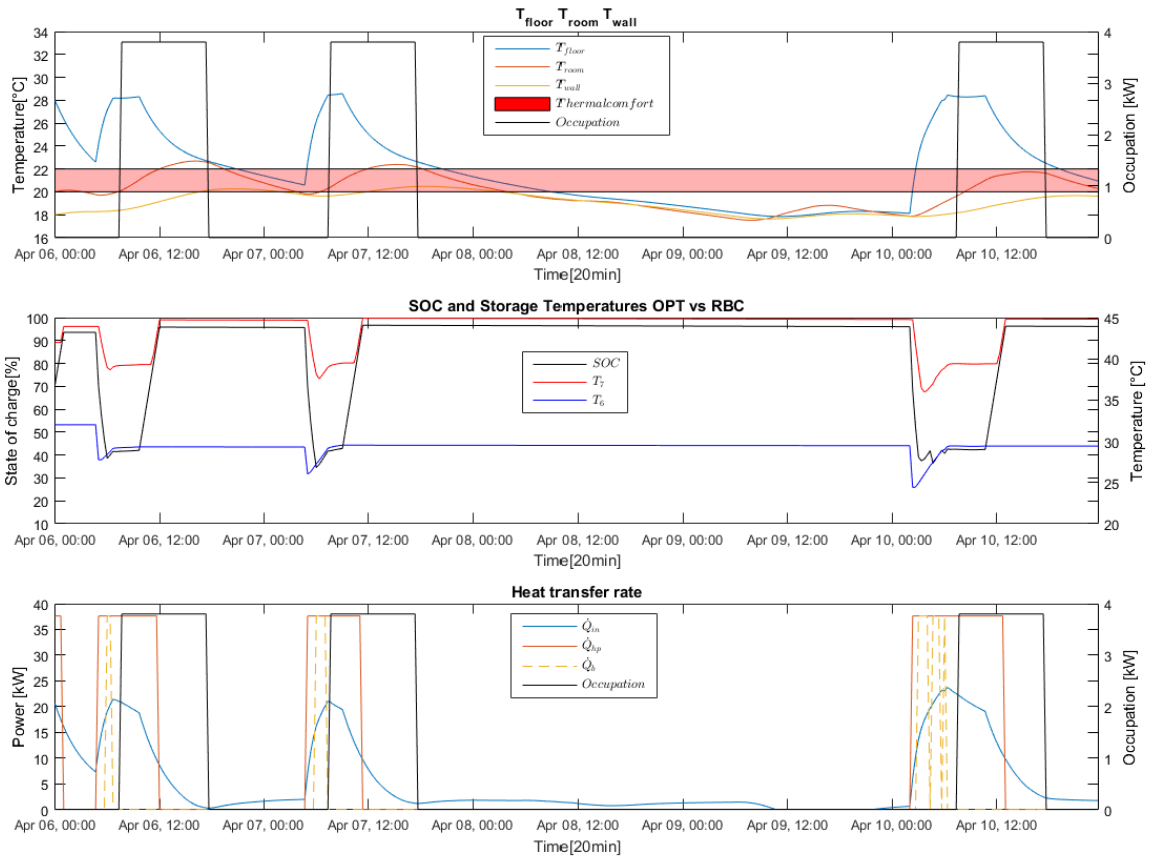 T_floor T_room T_wall
34
32
30
28
26
24
22
20
18
16
Temperature[°C]
4
3
2
1
0
Occupation [kW]
T_floor
T_room
T_wall
Thermalcomfort
Occupation
Apr 06, 00:00 Apr 06, 12:00 Apr 07, 00:00 Apr 07, 12:00 Apr 08, 00:00 Apr 08, 12:00 Apr 09, 00:00 Apr 09, 12:00 Apr 10, 00:00 Apr 10, 12:00
Time[20min]
SOC and Storage Temperatures OPT vs RBC
100
90
80
70
60
50
40
30
20
10
State of charge[%]
45
40
35
30
25
20
Temperature [°C]
SOC
T_7
T_6
Apr 06, 00:00 Apr 06, 12:00 Apr 07, 00:00 Apr 07, 12:00 Apr 08, 00:00 Apr 08, 12:00 Apr 09, 00:00 Apr 09, 12:00 Apr 10, 00:00 Apr 10, 12:00
Time[20min]
Heat transfer rate
40
35
30
25
20
15
10
5
0
Power [kW]
4
3
2
1
0
Occupation [kW]
Q̇_in
Q̇_hp
Q̇_b
Occupation
Apr 06, 00:00 Apr 06, 12:00 Apr 07, 00:00 Apr 07, 12:00 Apr 08, 00:00 Apr 08, 12:00 Apr 09, 00:00 Apr 09, 12:00 Apr 10, 00:00 Apr 10, 12:00
Time[20min]